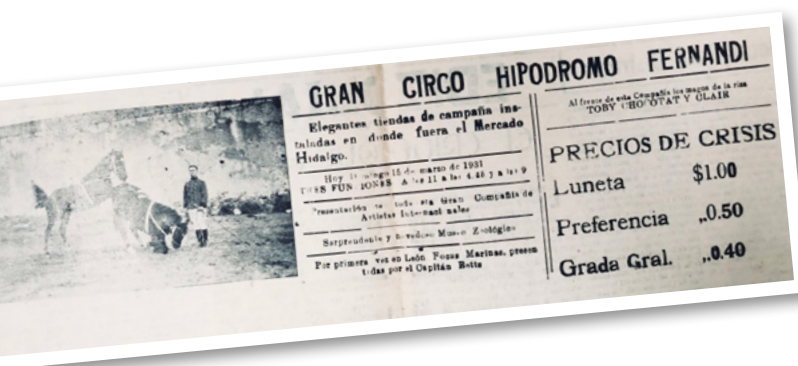 GRAN CIRCO HIPODROMO FERNANDI
Elegantes tiendas de campaña ins-
taladas en donde fuera el Mercado
Hidalgo.
Hoy Domingo 15 de marzo de 1931
TRES FUNCIONES A las 11 a las 4.45 y a las 9
Presentación de toda esta Gran Compañía de
Artistas Internacionales
Sorprendente y novedoso Museo Zoológico
Por primera vez en León Focas Marinas, presen
tadas por el Capitán Betts
Al frente de esta Compañía los magos de la risa
TOBY CHOCOTAT Y CLAIR
PRECIOS DE CRISIS
Luneta $1.00
Preferencia „0.50
Grada Gral. „0.40